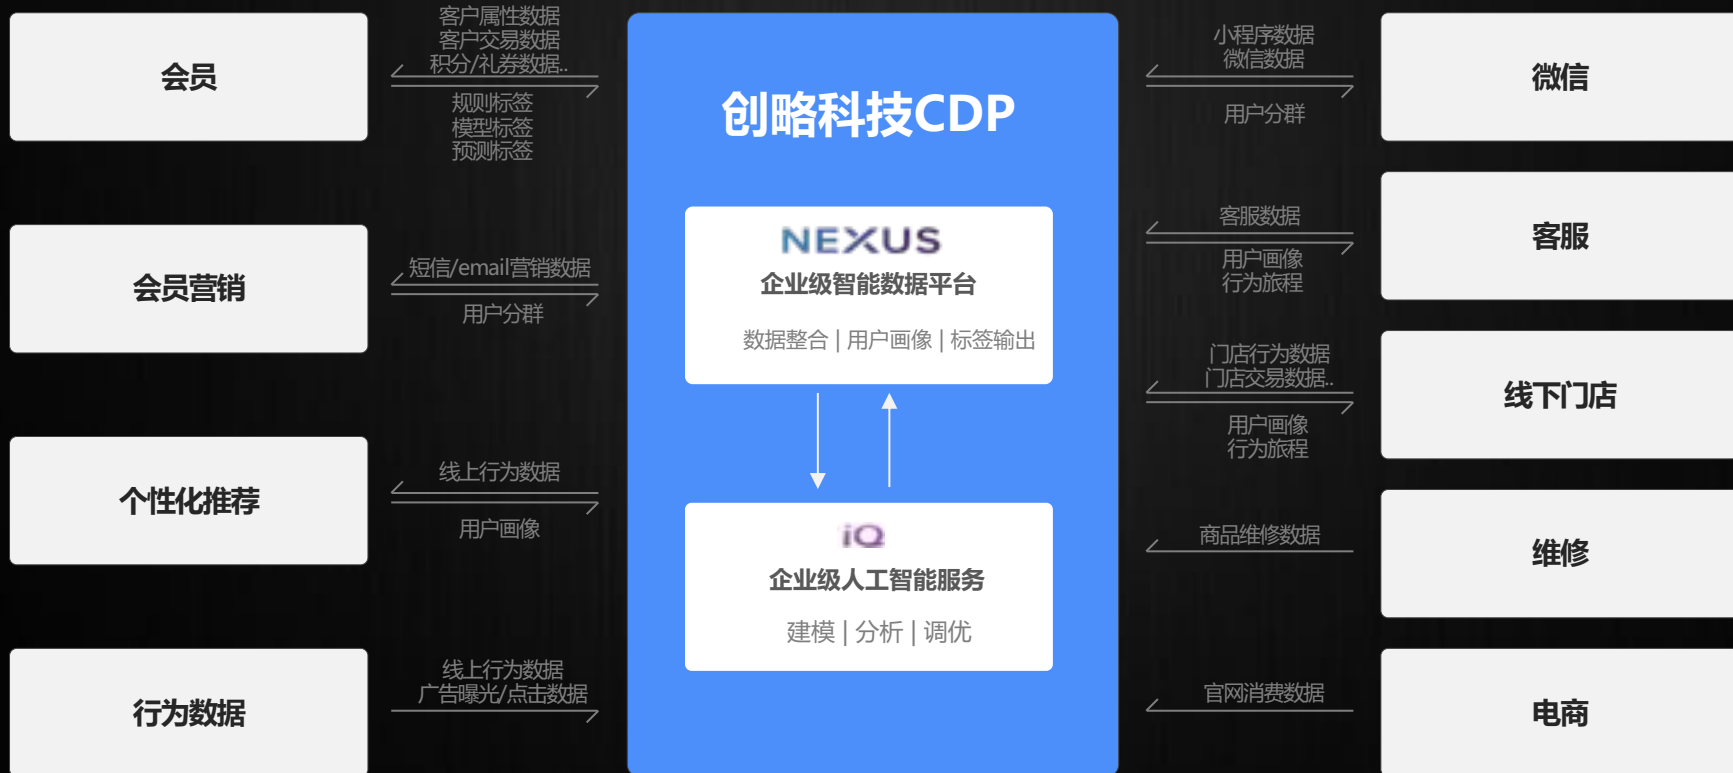 会员
客户属性数据
客户交易数据
积分/礼券数据..
规则标签
模型标签
预测标签
会员营销
短信/email营销数据
用户分群
个性化推荐
线上行为数据
用户画像
行为数据
线上行为数据
广告曝光/点击数据
创略科技CDP
NEXUS
企业级智能数据平台
数据整合 | 用户画像 | 标签输出
iQ
企业级人工智能服务
建模 | 分析 | 调优
小程序数据
微信数据
用户分群
微信
客服数据
用户画像
行为旅程
客服
门店行为数据
门店交易数据..
用户画像
行为旅程
线下门店
商品维修数据
维修
官网消费数据
电商